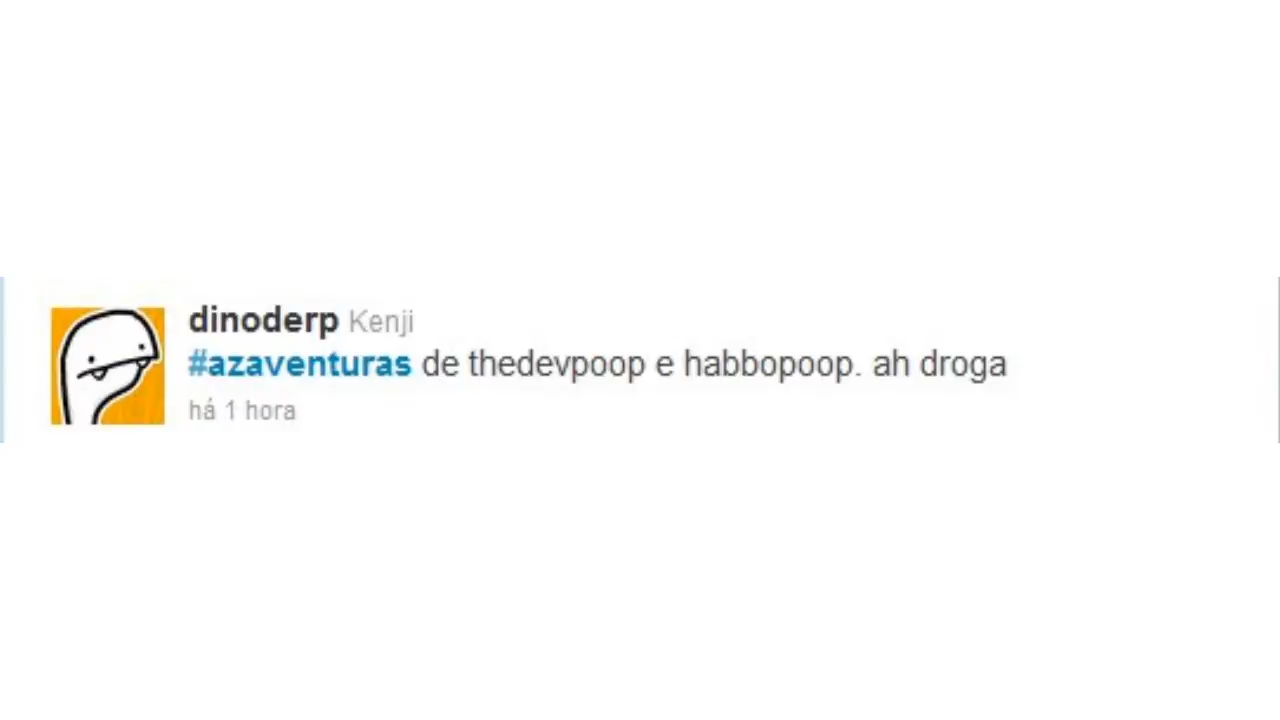 dinoderp Kenji
#azaventuras de thedevpoop e habbopoop. ah droga
há 1 hora